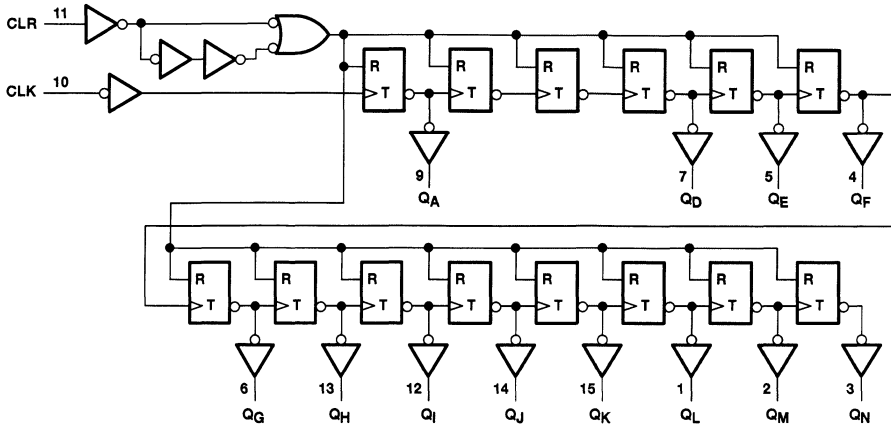 CLR 11
CLK 10
R R R R R R
T T T T T T
9 7 5 4
QA QD QE QF
R R R R R R R R
T T T T T T T T
6 13 12 14 15 1 2 3
QG QH QI QJ QK QL QM QN